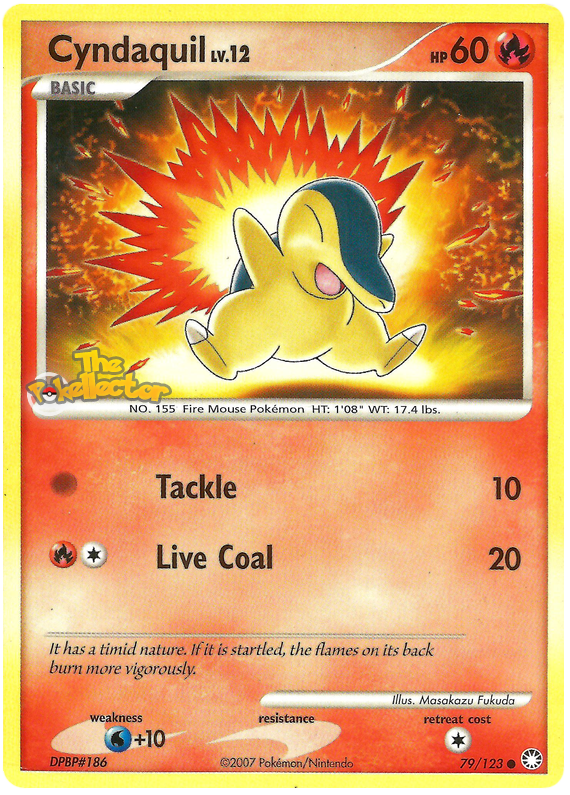 Cyndaquil LV.12 HP 60
BASIC
The
Pokellector
NO. 155 Fire Mouse Pokémon HT: 1'08" WT: 17.4 lbs.
Tackle 10
Live Coal 20
It has a timid nature. If it is startled, the flames on its back
burn more vigorously.
Illus. Masakazu Fukuda
weakness resistance retreat cost
+10
DPBP#186 ©2007 Pokémon/Nintendo 79/123